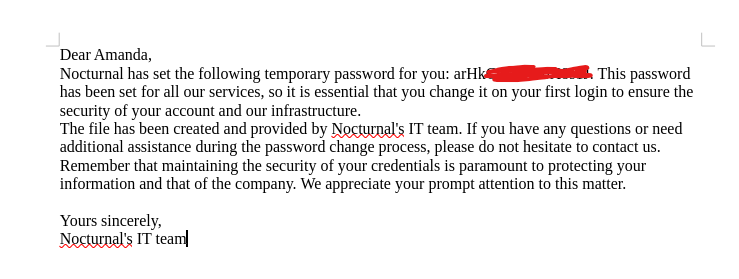 Dear Amanda,
Nocturnal has set the following temporary password for you: This password
has been set for all our services, so it is essential that you change it on your first login to ensure the
security of your account and our infrastructure.
The file has been created and provided by Nocturnal's IT team. If you have any questions or need
additional assistance during the password change process, please do not hesitate to contact us.
Remember that maintaining the security of your credentials is paramount to protecting your
information and that of the company. We appreciate your prompt attention to this matter.
Yours sincerely,
Nocturnal's IT team